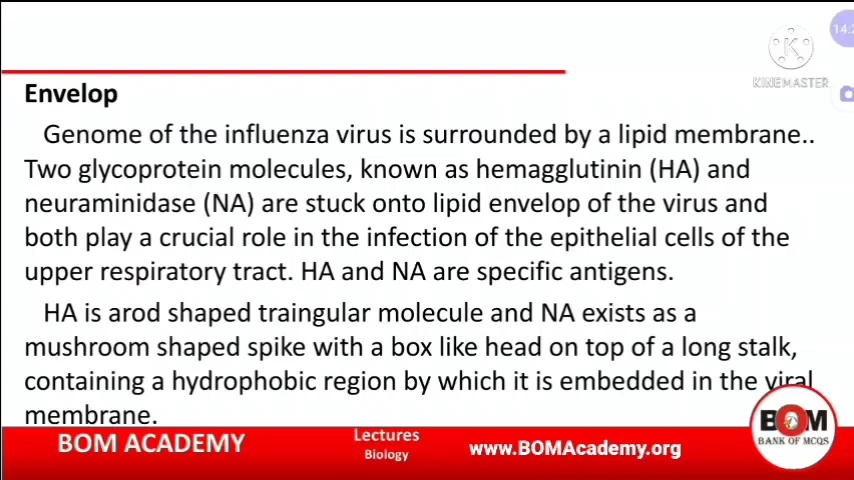 14:2
KINEMASTER
Envelop
Genome of the influenza virus is surrounded by a lipid membrane..
Two glycoprotein molecules, known as hemagglutinin (HA) and
neuraminidase (NA) are stuck onto lipid envelop of the virus and
both play a crucial role in the infection of the epithelial cells of the
upper respiratory tract. HA and NA are specific antigens.
HA is arod shaped traingular molecule and NA exists as a
mushroom shaped spike with a box like head on top of a long stalk,
containing a hydrophobic region by which it is embedded in the viral
membrane.
BOM ACADEMY
Lectures
Biology
www.BOMAcademy.org
BOM
BANK OF MCQS